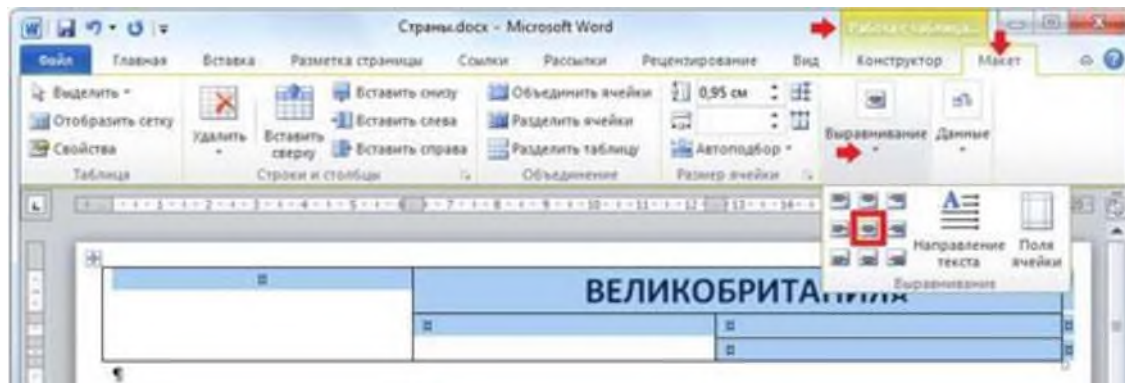 Страны.docx – Microsoft Word
Работа с таблица...
Файл Главная Вставка Разметка страницы Ссылки Рассылки Рецензирование Вид Конструктор Макет
Выделить
Отобразить сетку
Свойства
Таблица
Удалить
Вставить сверху
Вставить снизу
Вставить слева
Вставить справа
Строки и столбцы
Объединить ячейки
Разделить ячейки
Разделить таблицу
Объединение
0,95 см
Автоподбор
Размер ячейки
Выравнивание
Данные
Направление текста
Поля ячейки
Выравнивание